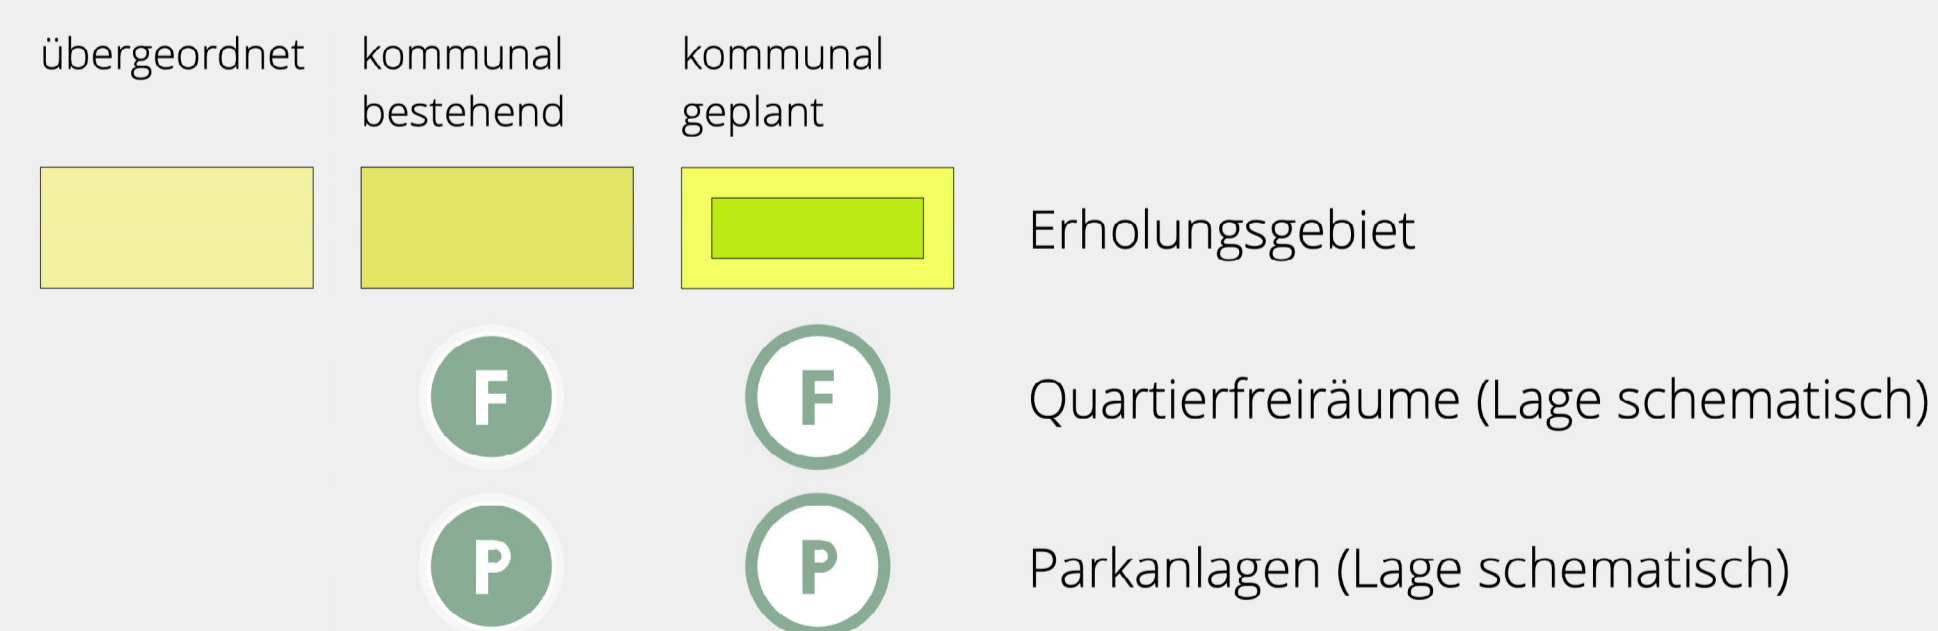 übergeordnet
kommunal
bestehend
kommunal
geplant
Erholungsgebiet
F
F
Quartierfreiräume (Lage schematisch)
P
P
Parkanlagen (Lage schematisch)